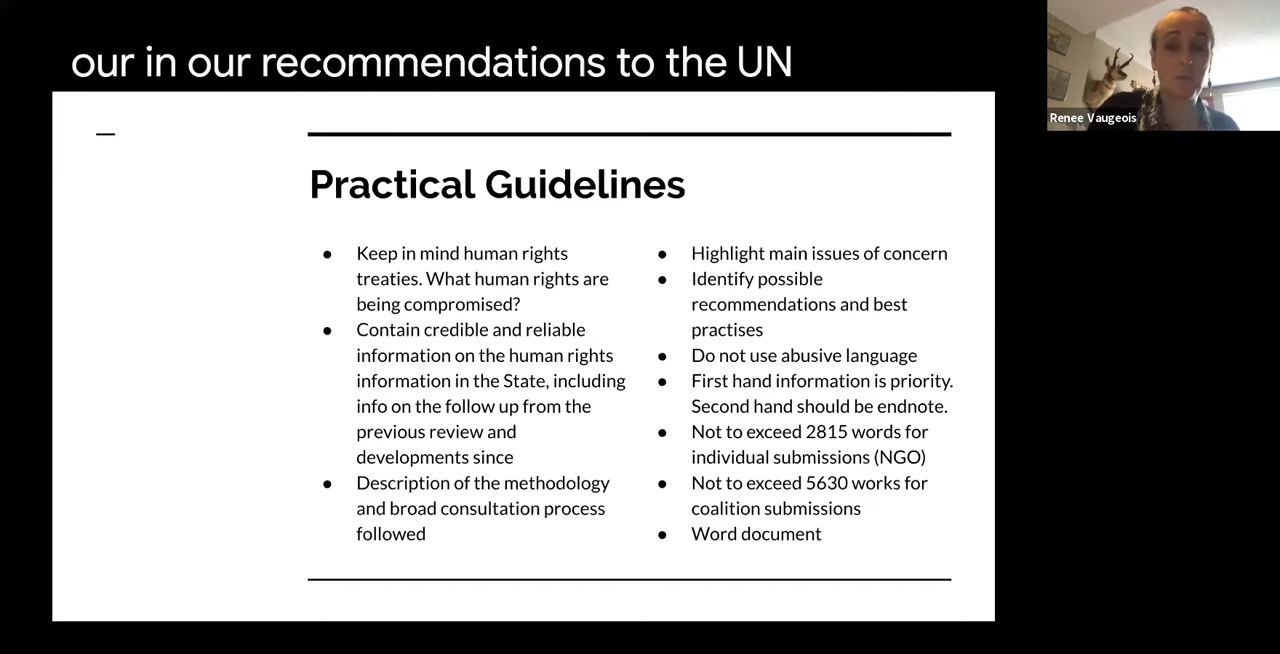 our in our recommendations to the UN
Renee Vaugeois
Practical Guidelines
● Keep in mind human rights
treaties. What human rights are
being compromised?
● Contain credible and reliable
information on the human rights
information in the State, including
info on the follow up from the
previous review and
developments since
● Description of the methodology
and broad consultation process
followed
● Highlight main issues of concern
● Identify possible
recommendations and best
practises
● Do not use abusive language
● First hand information is priority.
Second hand should be endnote.
● Not to exceed 2815 words for
individual submissions (NGO)
● Not to exceed 5630 works for
coalition submissions
● Word document